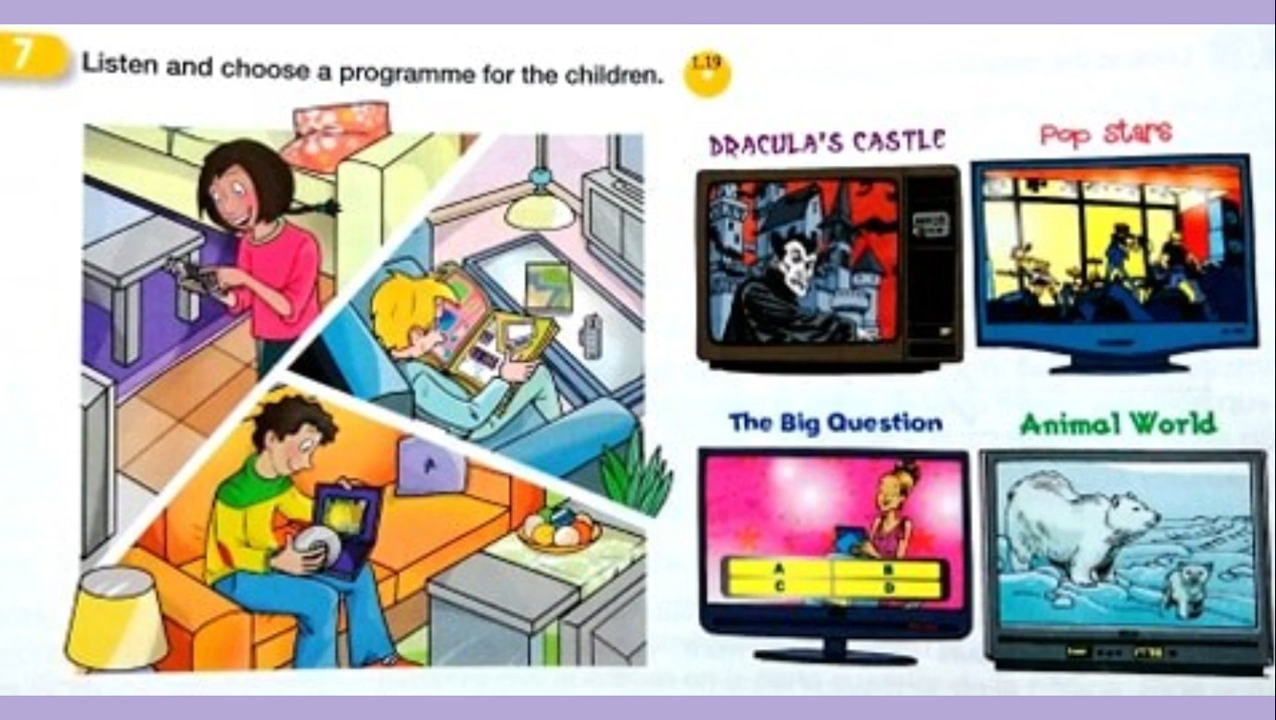 7
Listen and choose a programme for the children.
1.19
DRACULA'S CASTLE
Pop Stars
The Big Question
A B
C D
Animal World